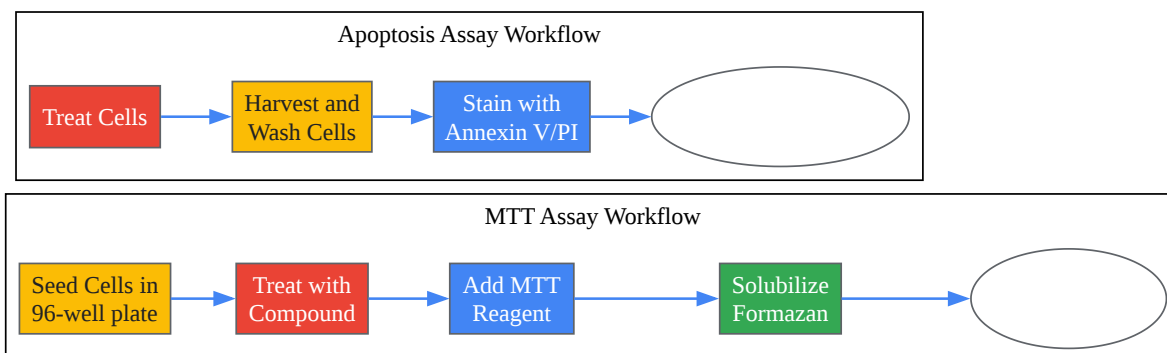 Apoptosis Assay Workflow
Treat Cells
Harvest and
Wash Cells
Stain with
Annexin V/PI
MTT Assay Workflow
Seed Cells in
96-well plate
Treat with
Compound
Add MTT
Reagent
Solubilize
Formazan